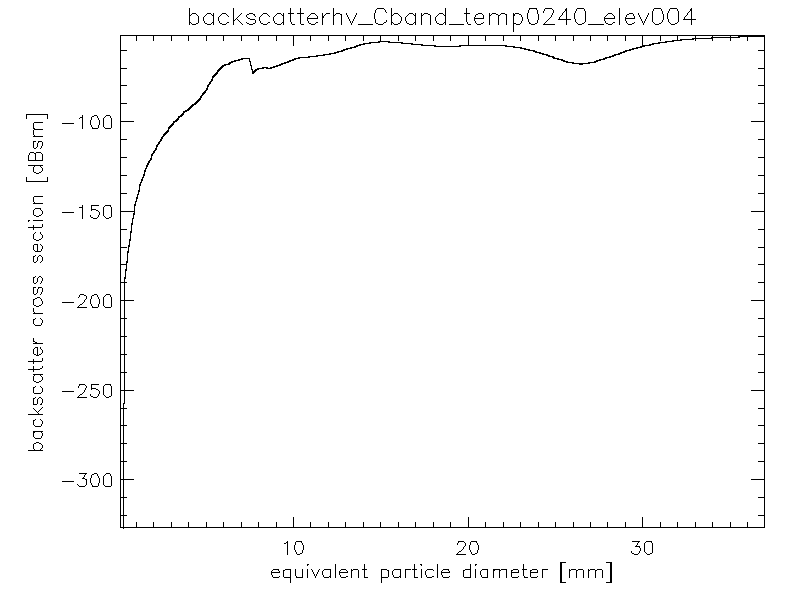 backscatterhv_Cband_temp0240_elev004
backscatter cross section [dBsm]
-100
-150
-200
-250
-300
10 20 30
equivalent particle diameter [mm]